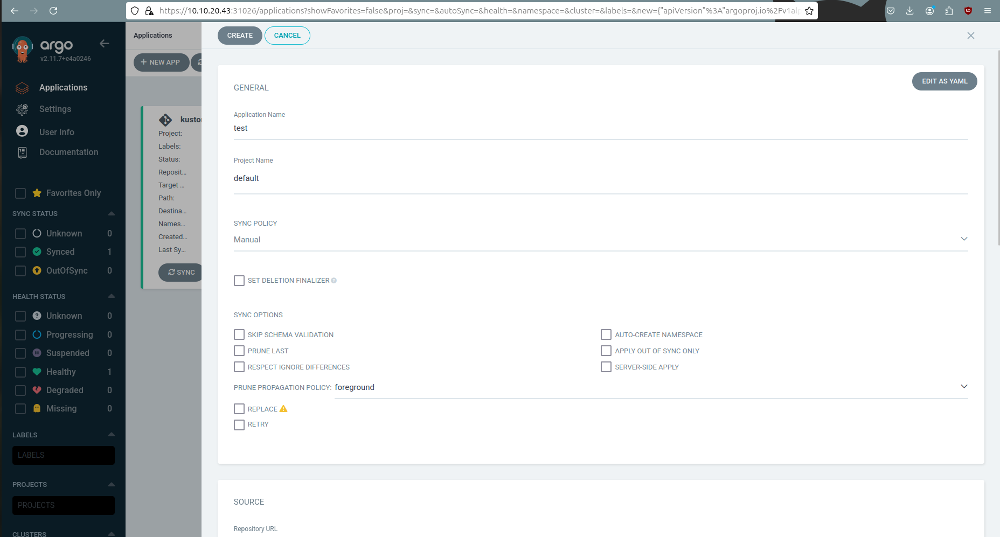 https://10.10.20.43:31026/applications?showFavorites=false&proj=&sync=&autoSync=&health=&namespace=&cluster=&labels=&new={"apiVersion"%3A"argoproj.io%2Fv1alp
argo
v2.11.7+e4a0246
Applications
Settings
User Info
Documentation
Favorites Only
SYNC STATUS
Unknown 0
Synced 1
OutOfSync 0
HEALTH STATUS
Unknown 0
Progressing 0
Suspended 0
Healthy 1
Degraded 0
Missing 0
LABELS
LABELS
PROJECTS
PROJECTS
CLUSTERS
Applications
+ NEW APP
kustor
Project:
Labels:
Status:
Reposit...
Target ...
Path:
Destina...
Names...
Created...
Last Sy...
SYNC
CREATE CANCEL
GENERAL
EDIT AS YAML
Application Name
test
Project Name
default
SYNC POLICY
Manual
SET DELETION FINALIZER
SYNC OPTIONS
SKIP SCHEMA VALIDATION
AUTO-CREATE NAMESPACE
PRUNE LAST
APPLY OUT OF SYNC ONLY
RESPECT IGNORE DIFFERENCES
SERVER-SIDE APPLY
PRUNE PROPAGATION POLICY: foreground
REPLACE
RETRY
SOURCE
Repository URL